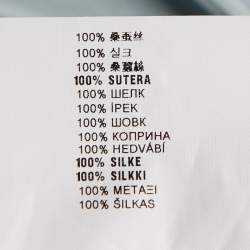 100% 桑蚕丝
100% 실크
100% 桑蠶絲
100% SUTERA
100% ШЕЛК
100% İPEK
100% ШОВК
100% КОПРИНА
100% HEDVÁBÍ
100% SILKE
100% SILKKI
100% ΜΕΤΑΞΙ
100% ŠILKAS